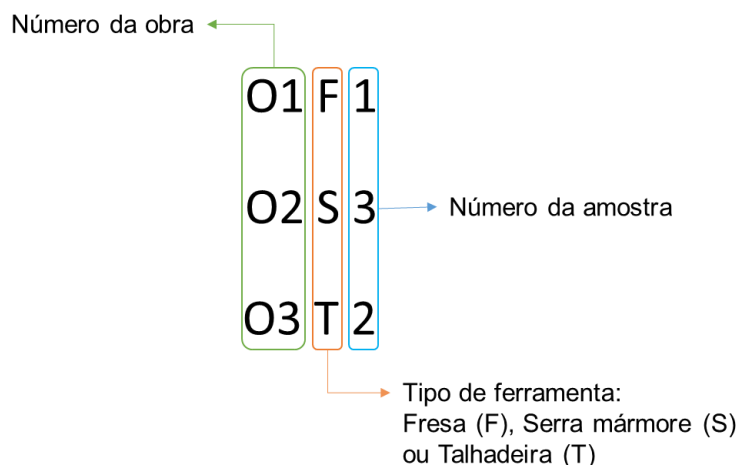 Número da obra
O1 F 1
O2 S 3
Número da amostra
O3 T 2
Tipo de ferramenta:
Fresa (F), Serra mármore (S)
ou Talhadeira (T)